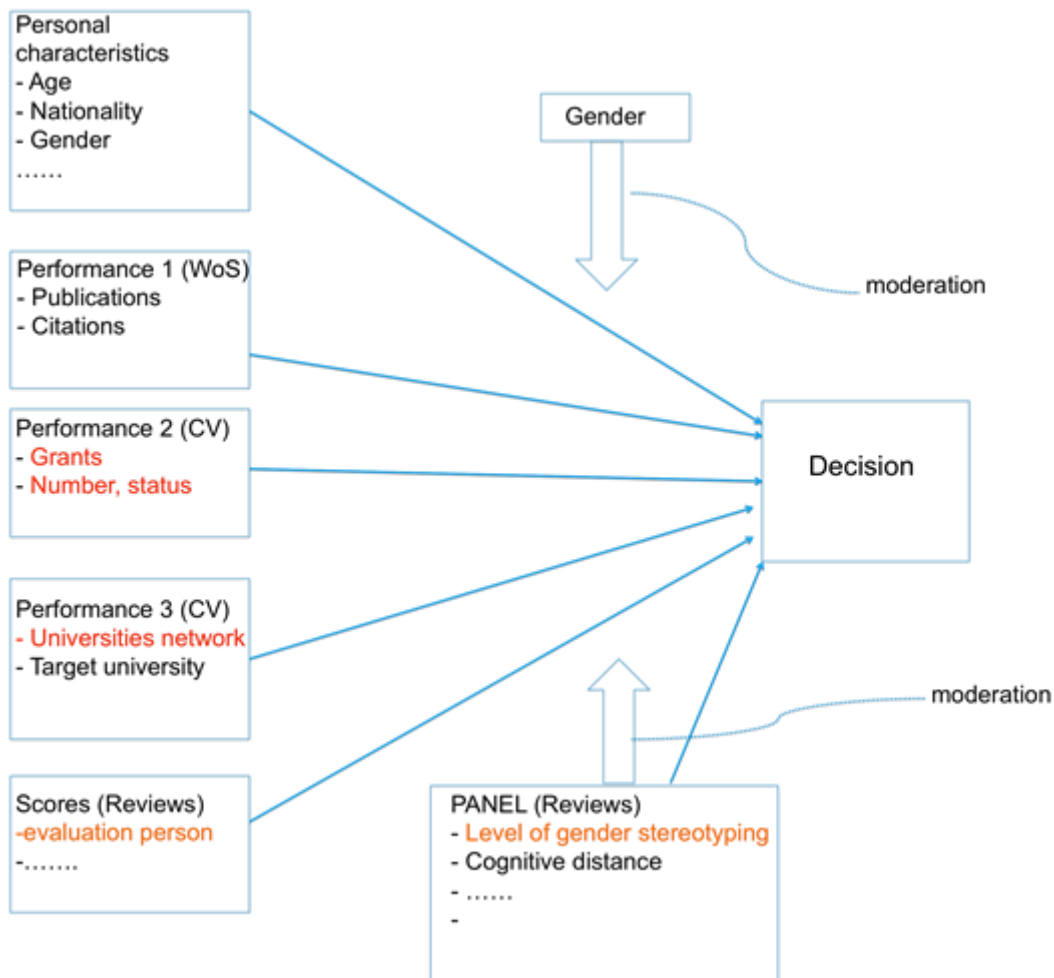 Personal
characteristics
- Age
- Nationality
- Gender
……
Gender
Performance 1 (WoS)
- Publications
- Citations
moderation
Performance 2 (CV)
- Grants
- Number, status
Decision
Performance 3 (CV)
- Universities network
- Target university
moderation
Scores (Reviews)
-evaluation person
-…….
PANEL (Reviews)
- Level of gender stereotyping
- Cognitive distance
- ……
-